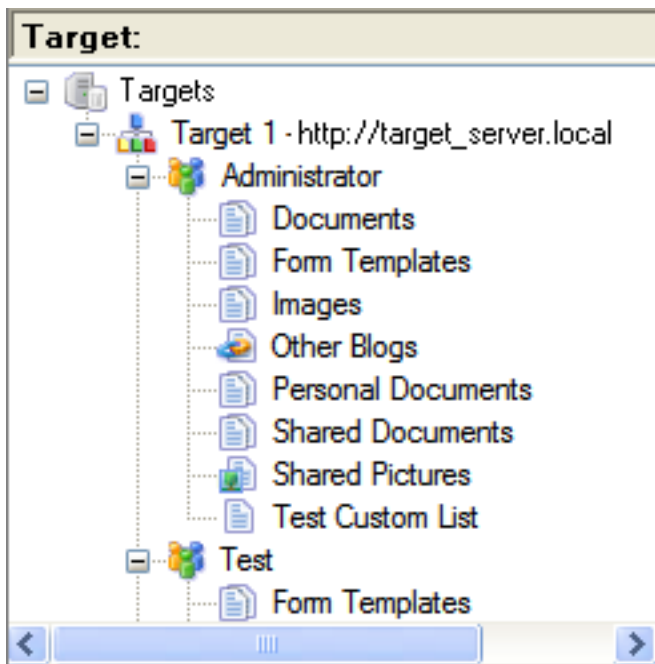 Target:
Targets
Target 1 - http://target_server.local
Administrator
Documents
Form Templates
Images
Other Blogs
Personal Documents
Shared Documents
Shared Pictures
Test Custom List
Test
Form Templates